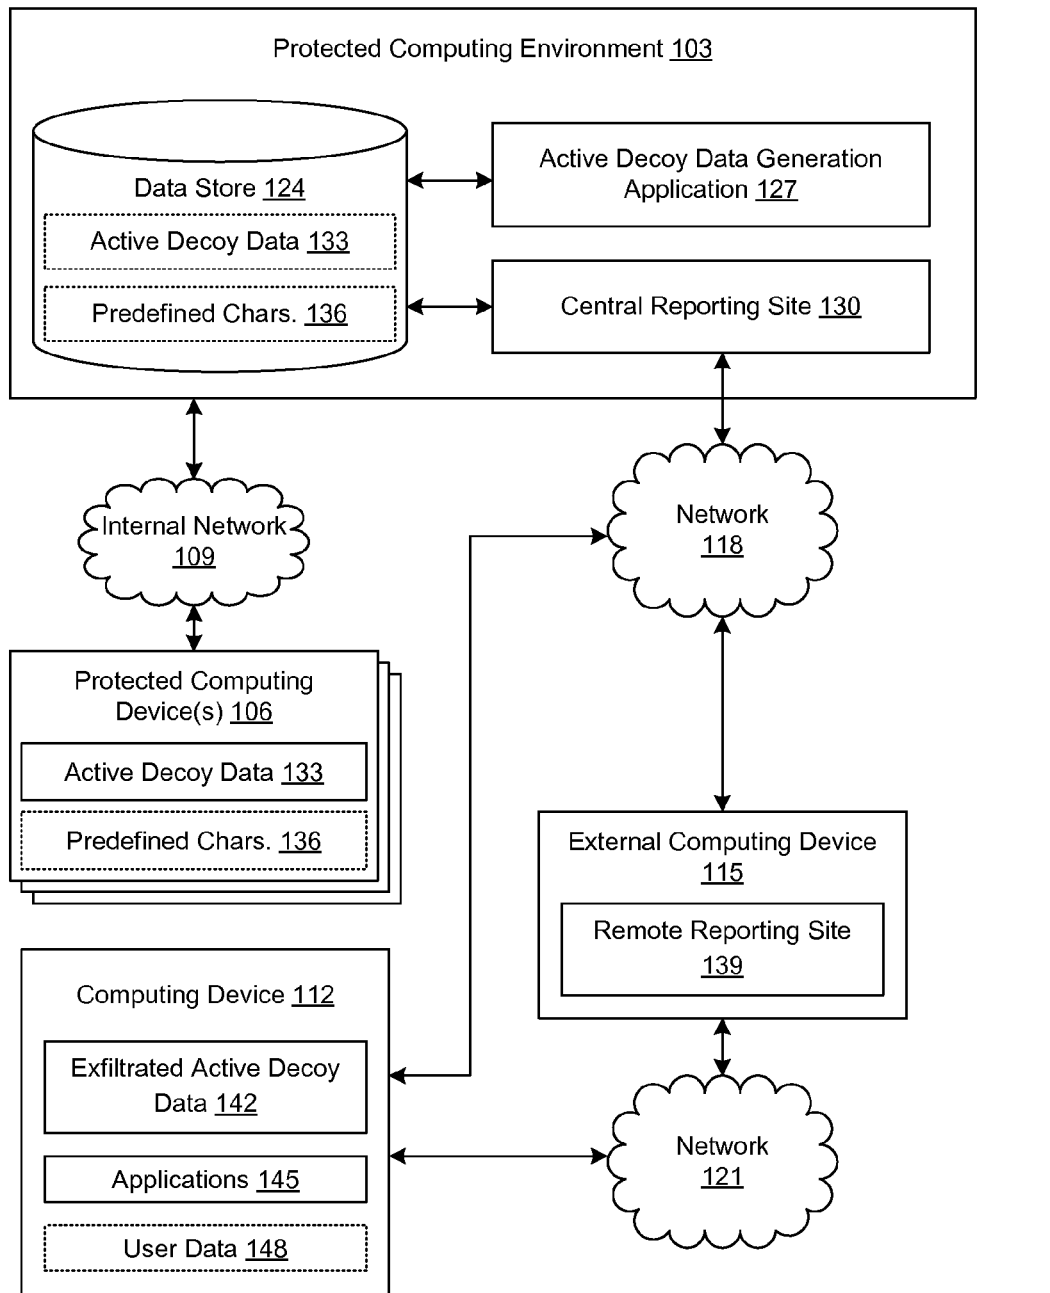 Protected Computing Environment 103
Data Store 124
Active Decoy Data 133
Predefined Chars. 136
Active Decoy Data Generation
Application 127
Central Reporting Site 130
Internal Network
109
Network
118
Protected Computing
Device(s) 106
Active Decoy Data 133
Predefined Chars. 136
External Computing Device
115
Remote Reporting Site
139
Computing Device 112
Exfiltrated Active Decoy
Data 142
Applications 145
User Data 148
Network
121